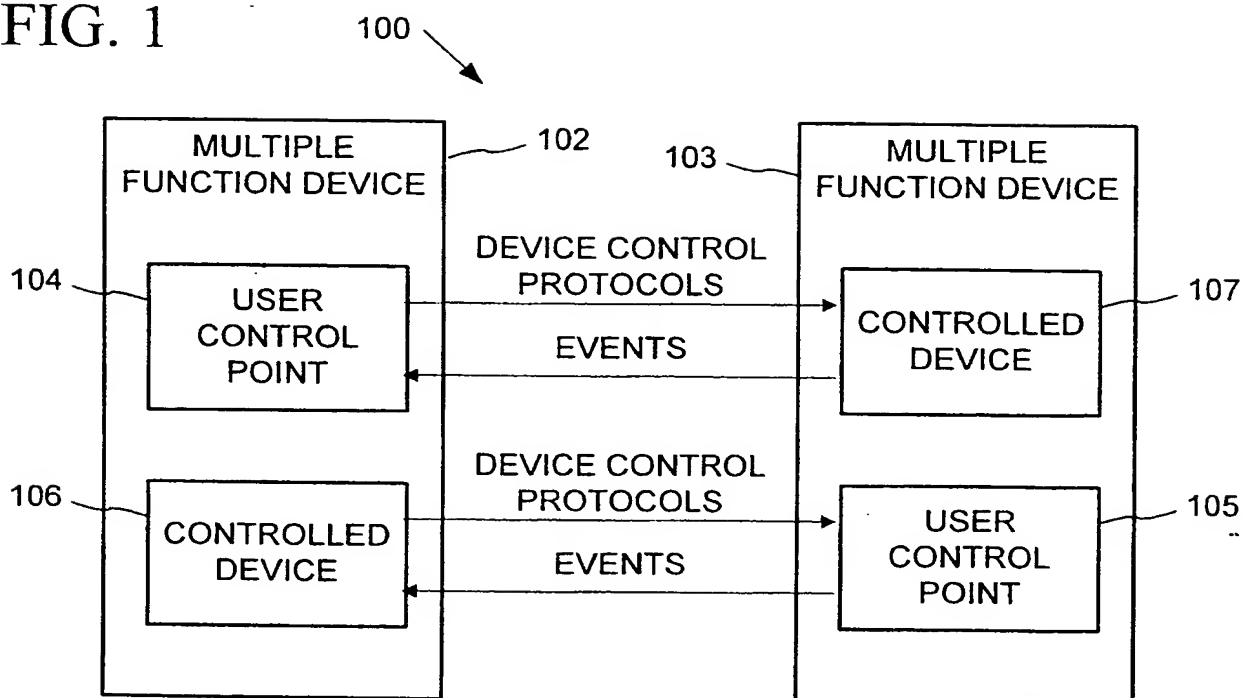 FIG. 1
100
MULTIPLE
FUNCTION DEVICE
102
103
MULTIPLE
FUNCTION DEVICE
104
USER
CONTROL
POINT
DEVICE CONTROL
PROTOCOLS
EVENTS
CONTROLLED
DEVICE
107
106
CONTROLLED
DEVICE
DEVICE CONTROL
PROTOCOLS
EVENTS
USER
CONTROL
POINT
105